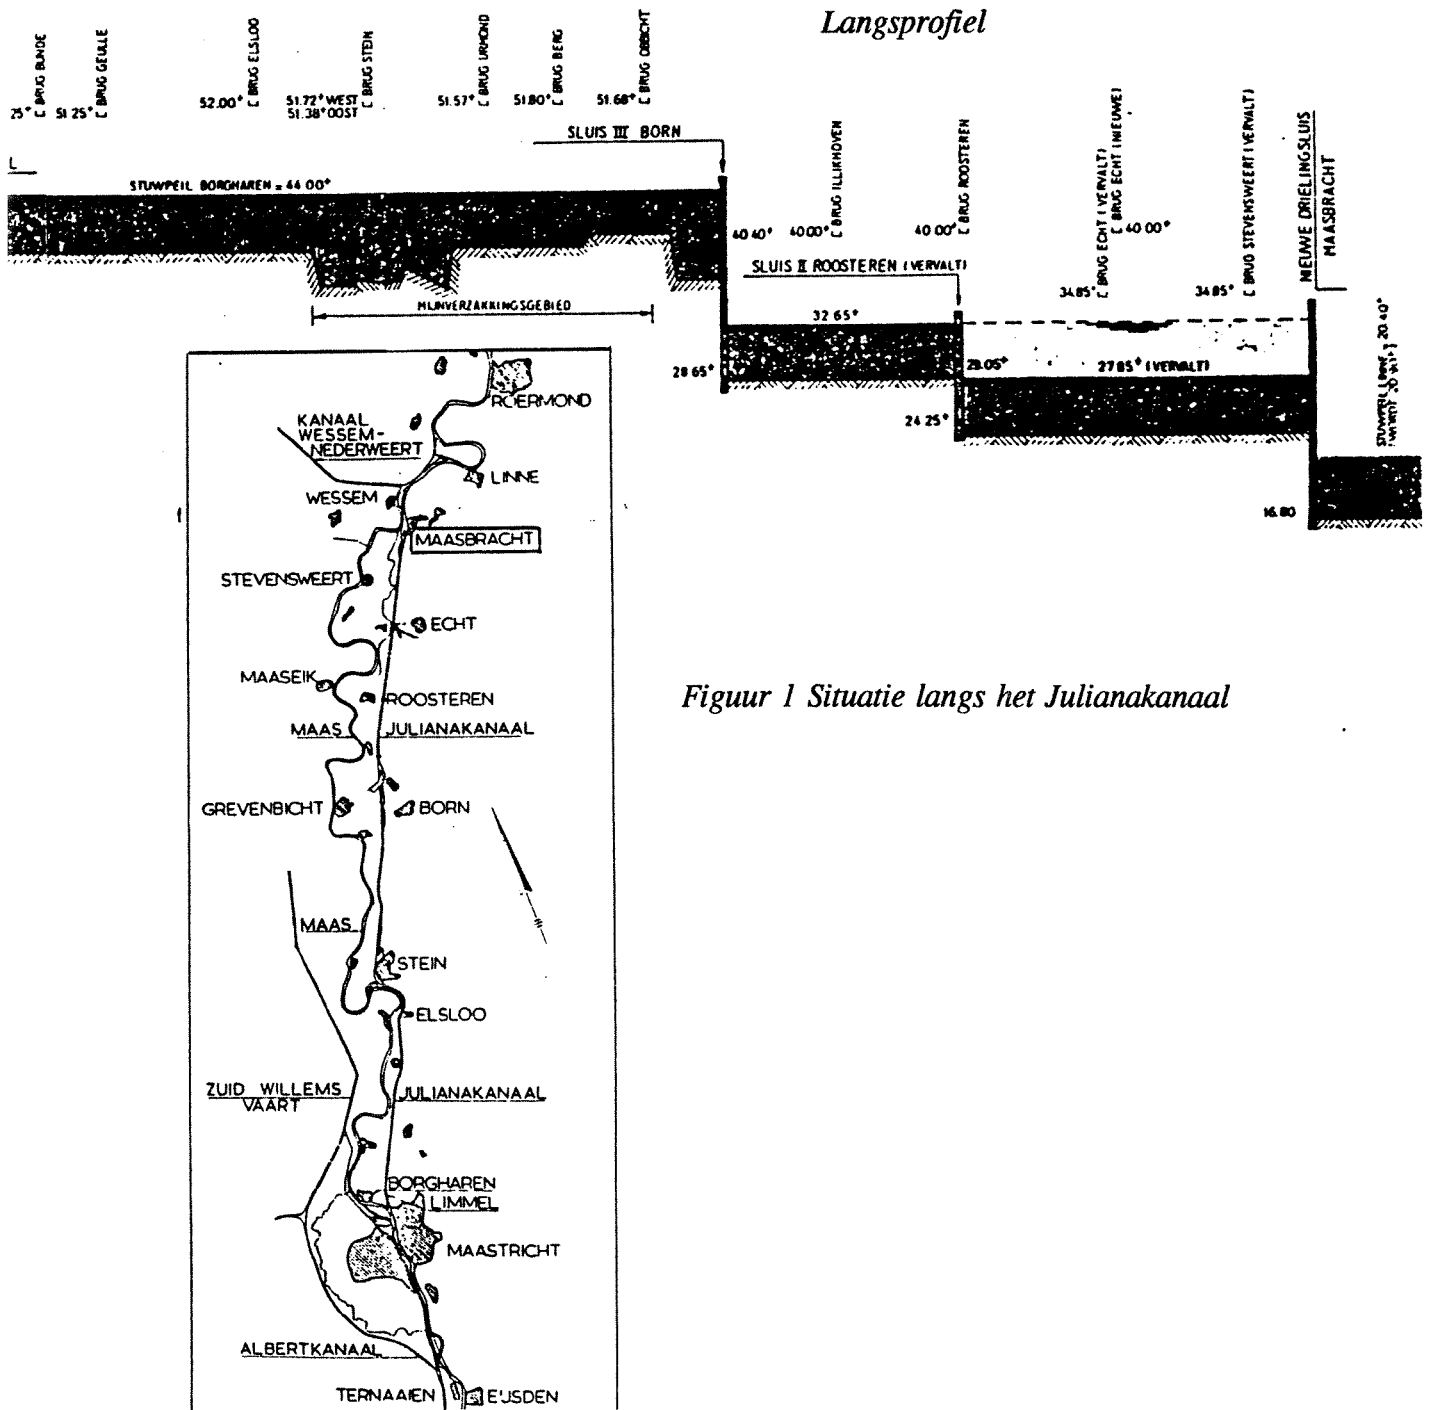 Langsprofiel
25+ [ BRUG BUNDE
51.25+ [ BRUG GEULLE
52.00+ [ BRUG ELSLOO
51.72+ WEST
51.38+ OOST
[ BRUG STEIN
51.57+ [ BRUG URMOND
51.80+ [ BRUG BERG
51.68+ [ BRUG OBBICHT
SLUIS III BORN
STUWPEIL BORGHAREN = 44.00+
MIJNVERZAKKINGSGEBIED
40.40+
40.00+ [ BRUG ILLIKHOVEN
40.00+ [ BRUG ROOSTEREN
34.85+ [ BRUG ECHT (VERVALT)
[ BRUG ECHT (NIEUWE)
40.00+
34.85+ [ BRUG STEVENSWEERT (VERVALT)
NIEUWE DRIELINGSLUIS
MAASBRACHT
SLUIS II ROOSTEREN (VERVALT)
32.65+
28.65+
29.05+
27.85+ (VERVALT)
24.25+
STUWPEIL LINNE = 20.40+
16.80
ROERMOND
KANAAL
WESSEM-
NEDERWEERT
LINNE
WESSEM
MAASBRACHT
STEVENSWEERT
ECHT
MAASEIK
ROOSTEREN
MAAS
JULIANAKANAAL
GREVENBICHT
BORN
MAAS
STEIN
ELSLOO
ZUID WILLEMS
VAART
JULIANAKANAAL
BORGHAREN
LIMMEL
MAASTRICHT
ALBERTKANAAL
TERNAAIEN
EIJSDEN
Figuur 1 Situatie langs het Julianakanaal